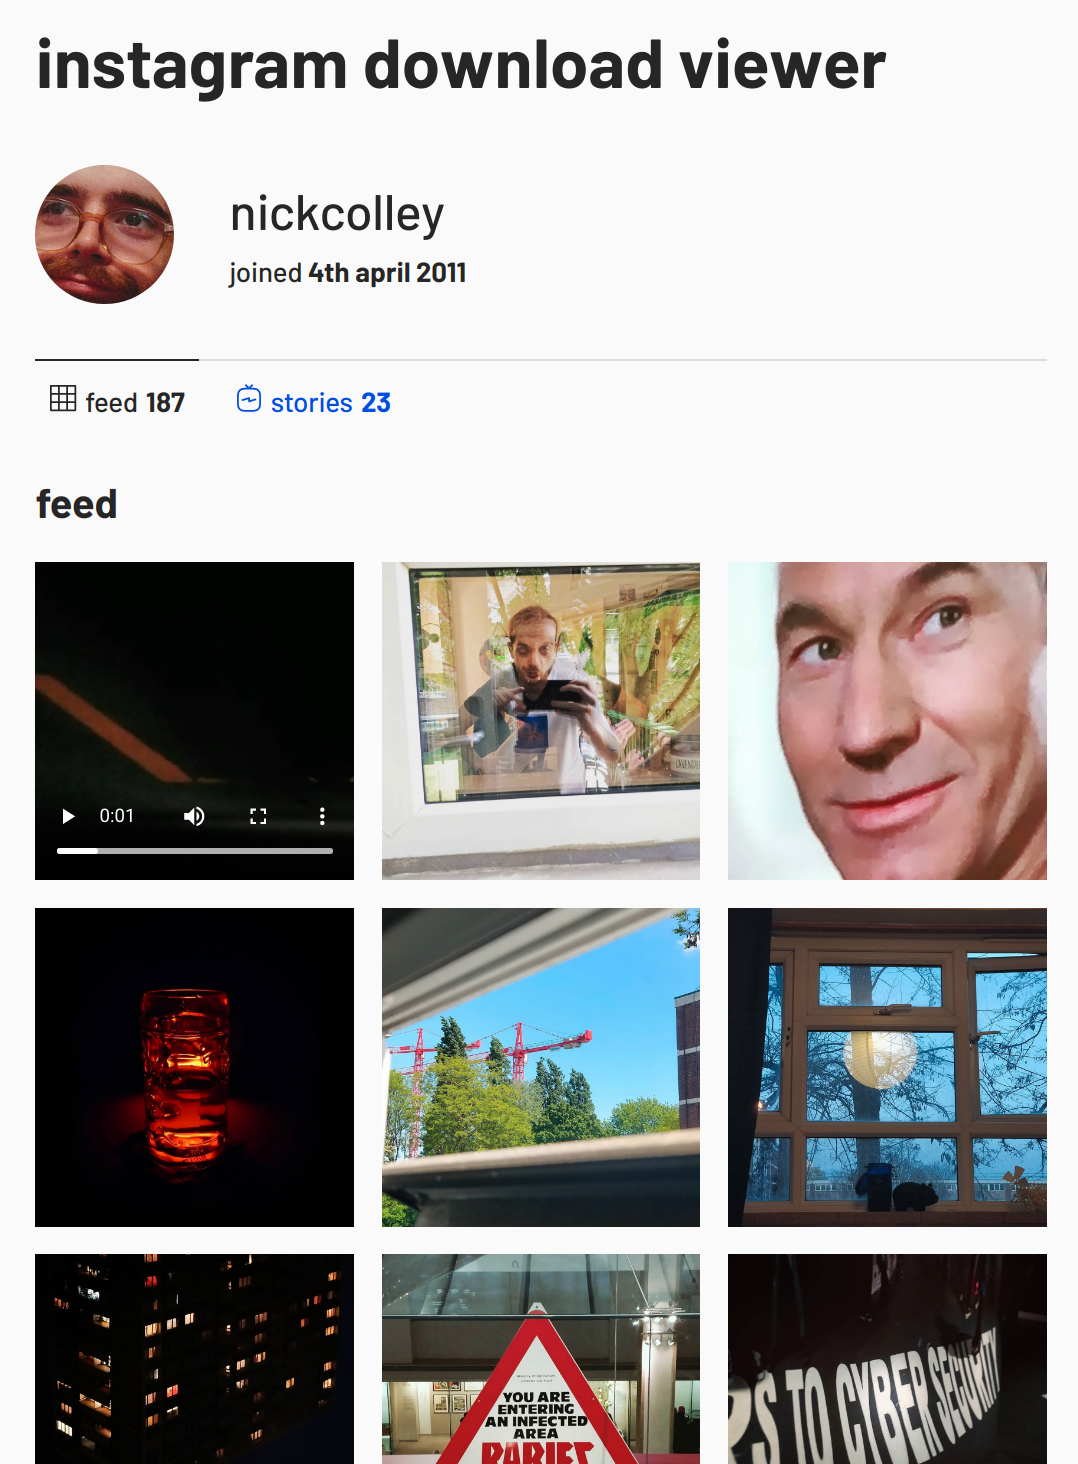 instagram download viewer
nickcolley
joined 4th april 2011
feed 187
stories 23
feed
0:01
YOU ARE
ENTERING
AN INFECTED
AREA
RABIES
S TO CYBER SECURITY